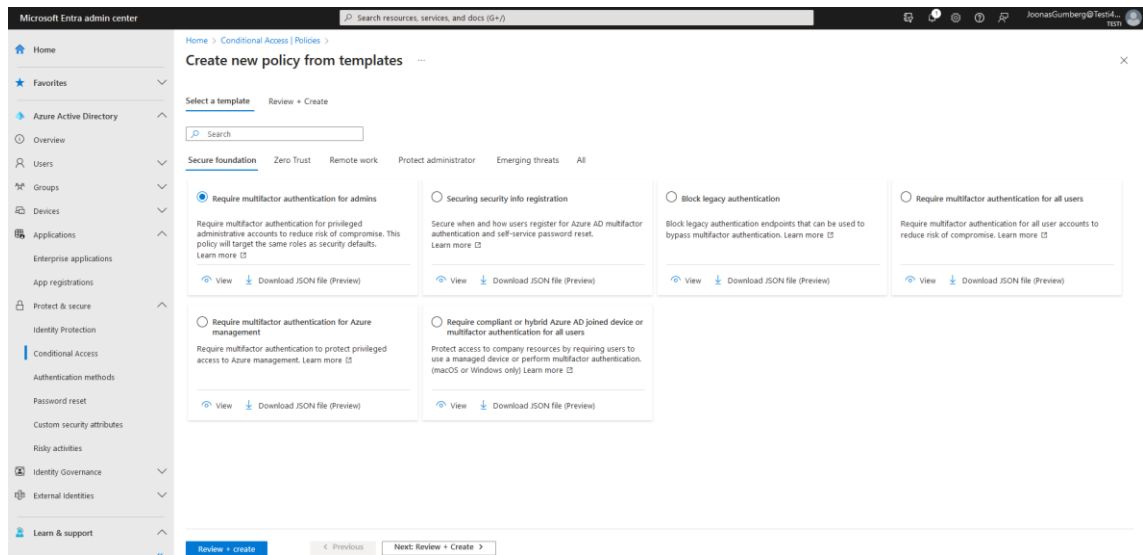 Microsoft Entra admin center
Search resources, services, and docs (G+/)
1
JoonasGumberg@Testi4...
TESTI
Home
Favorites
Azure Active Directory
Overview
Users
Groups
Devices
Applications
Enterprise applications
App registrations
Protect & secure
Identity Protection
Conditional Access
Authentication methods
Password reset
Custom security attributes
Risky activities
Identity Governance
External Identities
Learn & support
Home > Conditional Access | Policies >
Create new policy from templates ...
Select a template Review + Create
Search
Secure foundation Zero Trust Remote work Protect administrator Emerging threats All
Require multifactor authentication for admins
Require multifactor authentication for privileged
administrative accounts to reduce risk of compromise. This
policy will target the same roles as security defaults.
Learn more
View Download JSON file (Preview)
Securing security info registration
Secure when and how users register for Azure AD multifactor
authentication and self-service password reset.
Learn more
View Download JSON file (Preview)
Block legacy authentication
Block legacy authentication endpoints that can be used to
bypass multifactor authentication. Learn more
View Download JSON file (Preview)
Require multifactor authentication for all users
Require multifactor authentication for all user accounts to
reduce risk of compromise. Learn more
View Download JSON file (Preview)
Require multifactor authentication for Azure
management
Require multifactor authentication to protect privileged
access to Azure management. Learn more
View Download JSON file (Preview)
Require compliant or hybrid Azure AD joined device or
multifactor authentication for all users
Protect access to company resources by requiring users to
use a managed device or perform multifactor authentication.
(macOS or Windows only) Learn more
View Download JSON file (Preview)
Review + create
< Previous
Next: Review + Create >